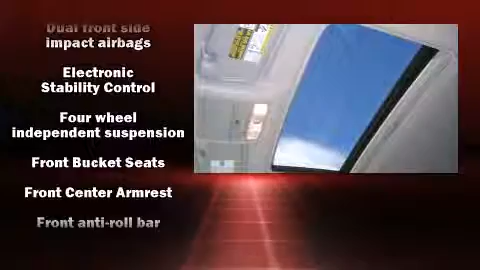 Dual front side
impact airbags
Electronic
Stability Control
Four wheel
independent suspension
Front Bucket Seats
Front Center Armrest
Front anti-roll bar